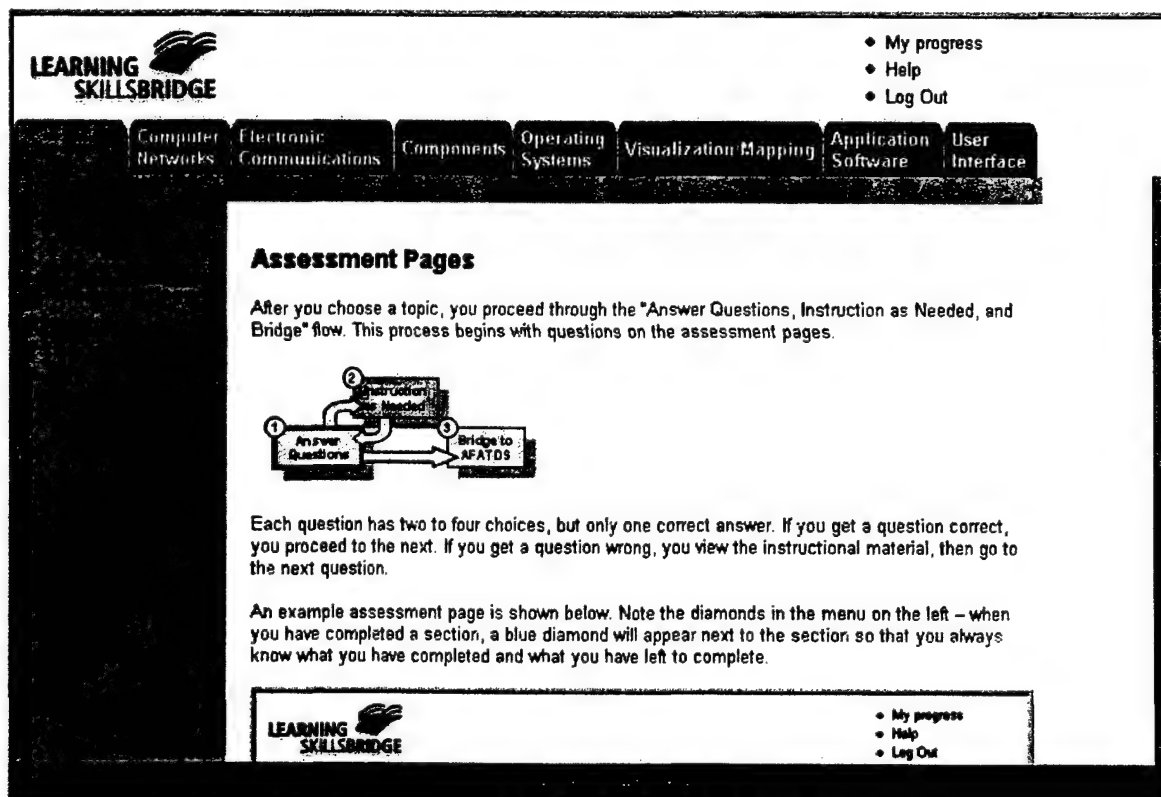 LEARNING
SKILLSBRIDGE
My progress
Help
Log Out
Computer
Networks
Electronic
Communications
Components
Operating
Systems
Visualization Mapping
Application
Software
User
Interface
Assessment Pages
After you choose a topic, you proceed through the "Answer Questions, Instruction as Needed, and
Bridge" flow. This process begins with questions on the assessment pages.
2
Instruction
as Needed
1
Answer
Questions
3
Bridge to
AFATDS
Each question has two to four choices, but only one correct answer. If you get a question correct,
you proceed to the next. If you get a question wrong, you view the instructional material, then go to
the next question.
An example assessment page is shown below. Note the diamonds in the menu on the left – when
you have completed a section, a blue diamond will appear next to the section so that you always
know what you have completed and what you have left to complete.
LEARNING
SKILLSBRIDGE
My progress
Help
Log Out